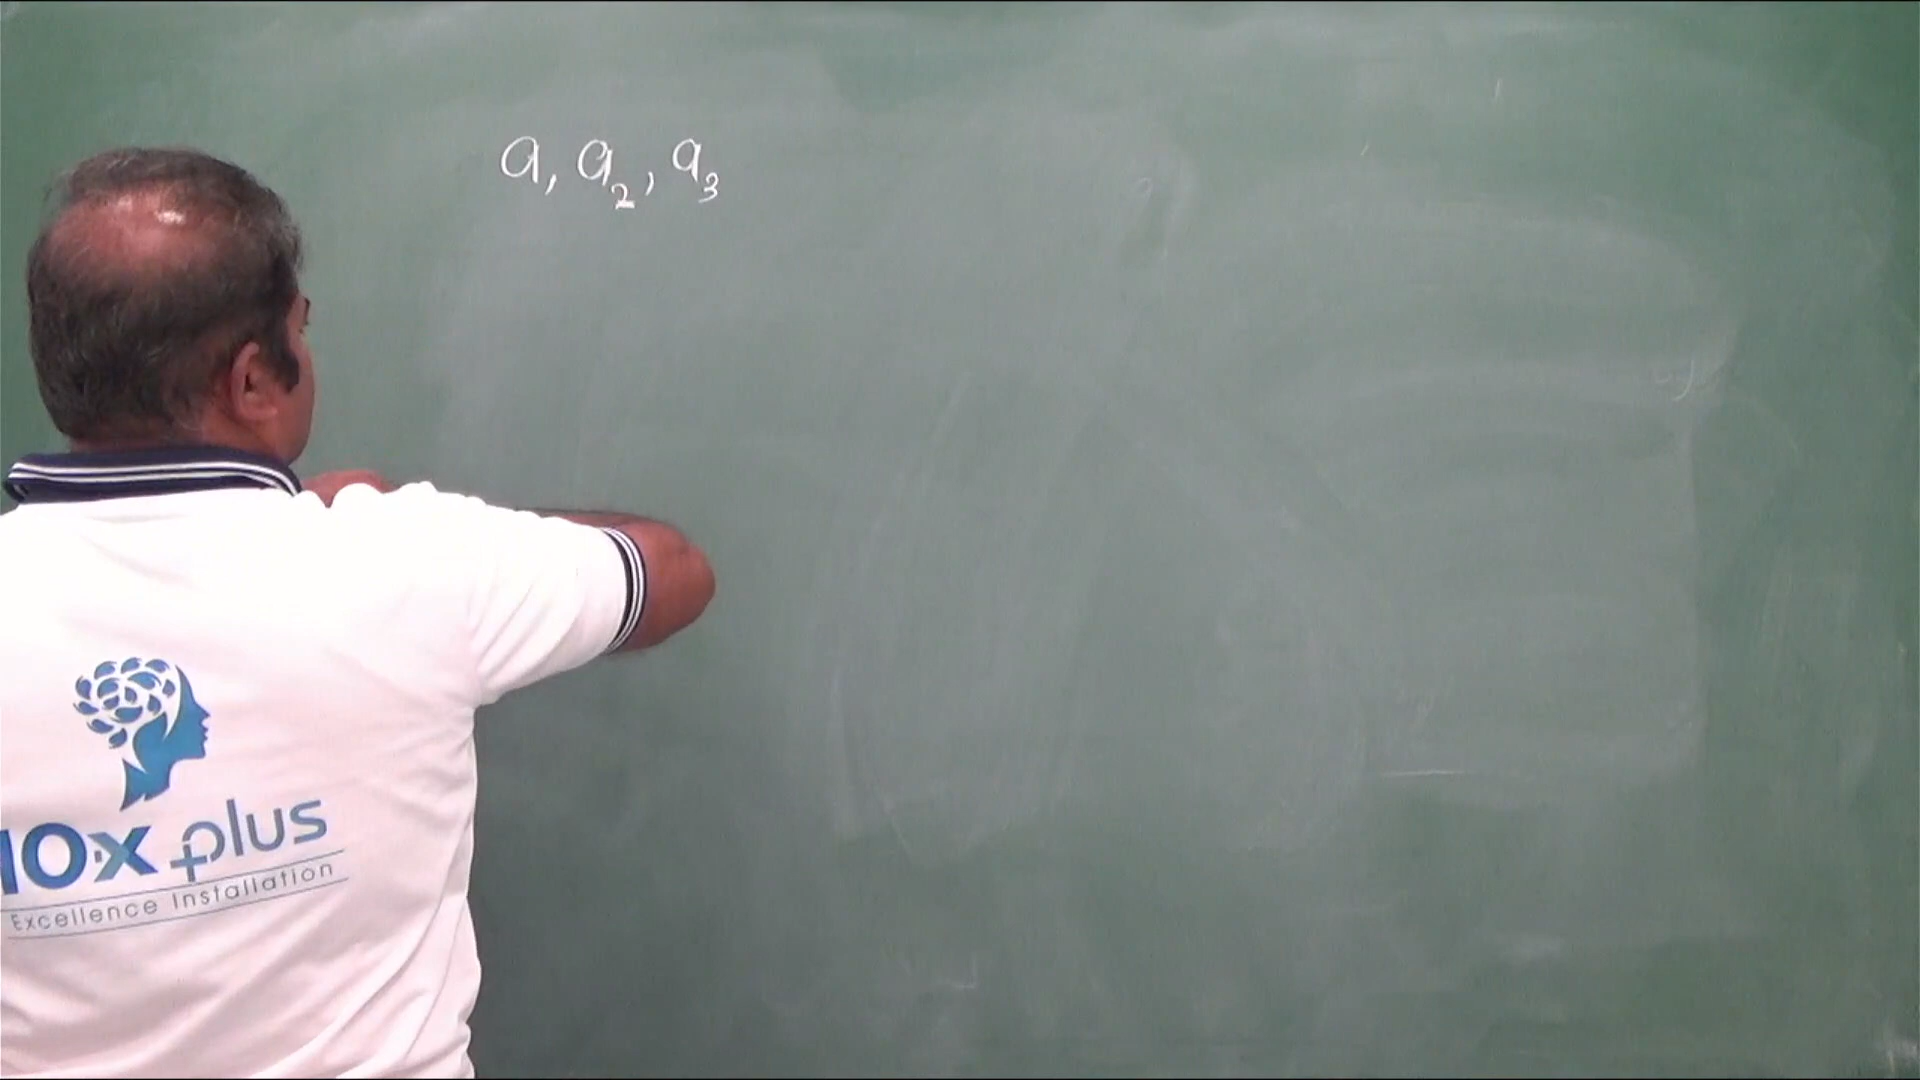 a, a₂, a₃
10x plus
Excellence Installation